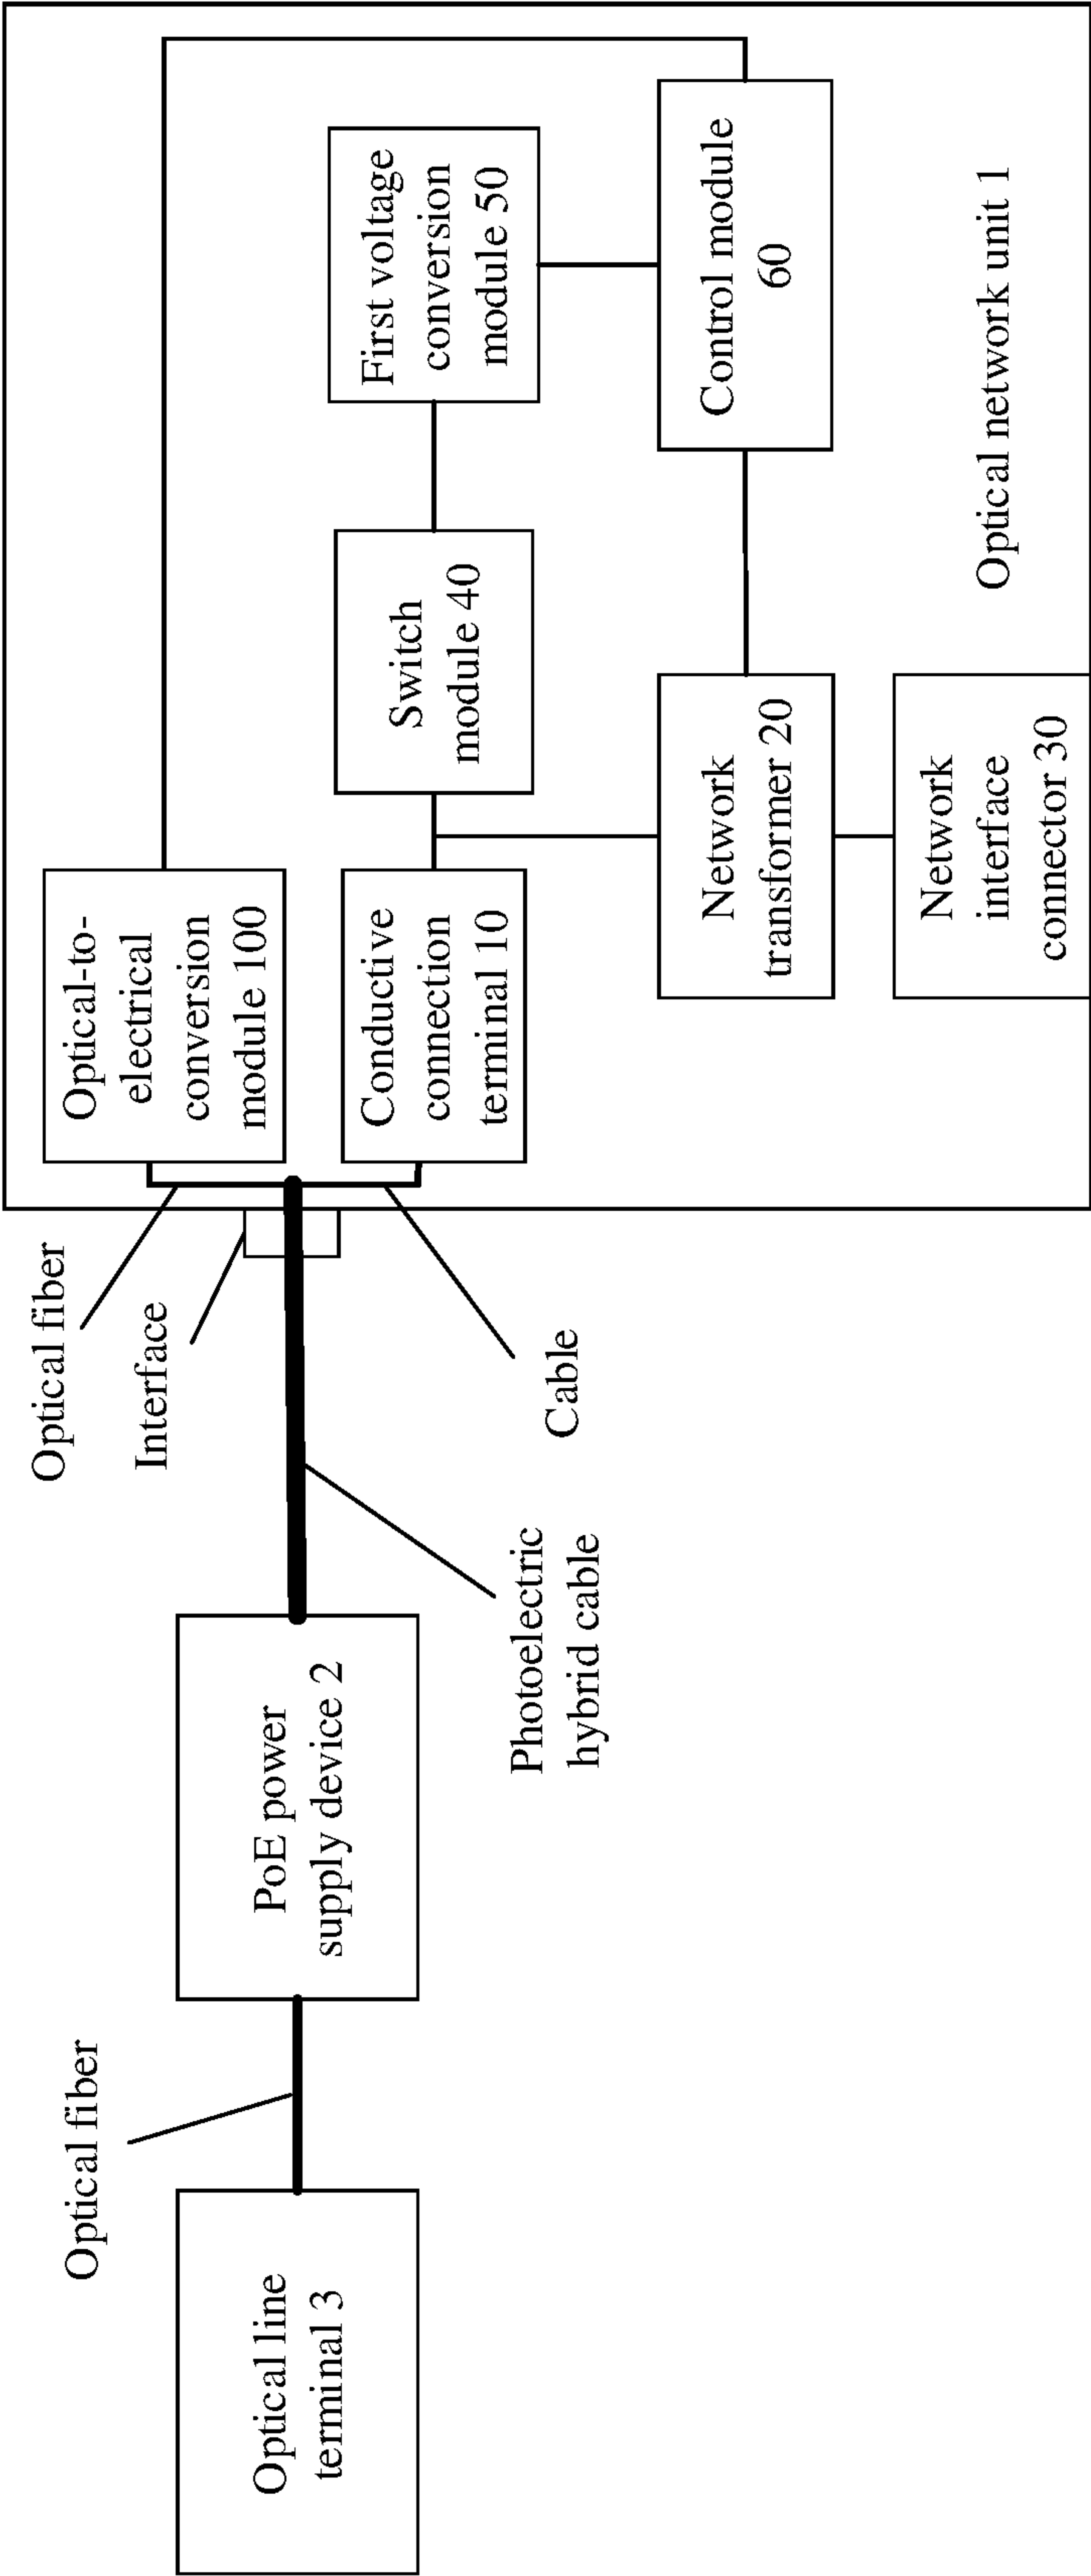 Optical line
terminal 3
Optical fiber
PoE power
supply device 2
Photoelectric
hybrid cable
Optical fiber
Interface
Cable
Optical-to-
electrical
conversion
module 100
Conductive
connection
terminal 10
Switch
module 40
First voltage
conversion
module 50
Network
transformer 20
Control module
60
Network
interface
connector 30
Optical network unit 1